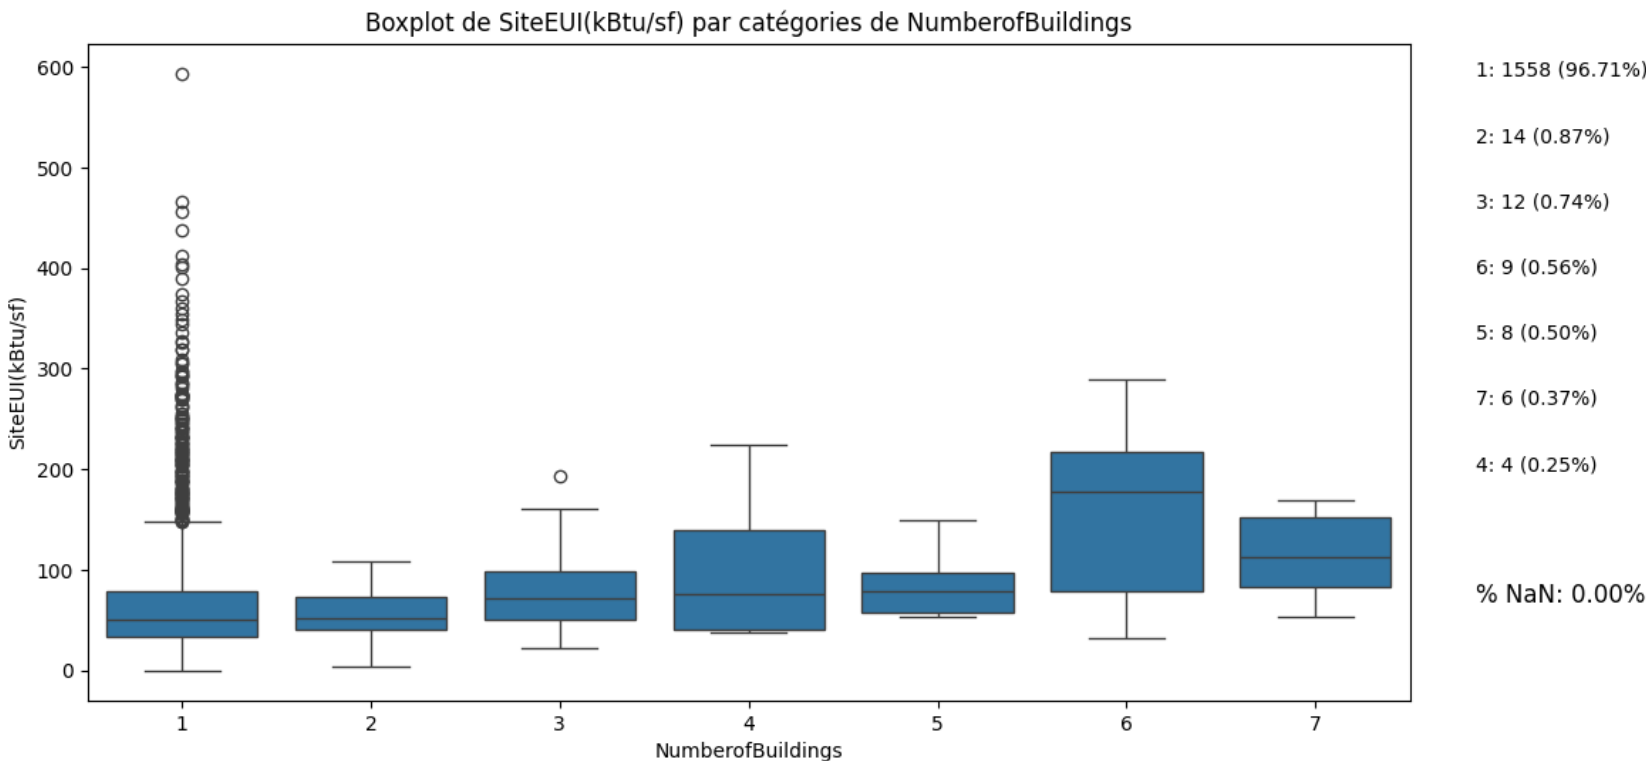 Boxplot de SiteEUI(kBtu/sf) par catégories de NumberofBuildings
SiteEUI(kBtu/sf)
600
500
400
300
200
100
0
1 2 3 4 5 6 7
NumberofBuildings
1: 1558 (96.71%)
2: 14 (0.87%)
3: 12 (0.74%)
6: 9 (0.56%)
5: 8 (0.50%)
7: 6 (0.37%)
4: 4 (0.25%)
% NaN: 0.00%